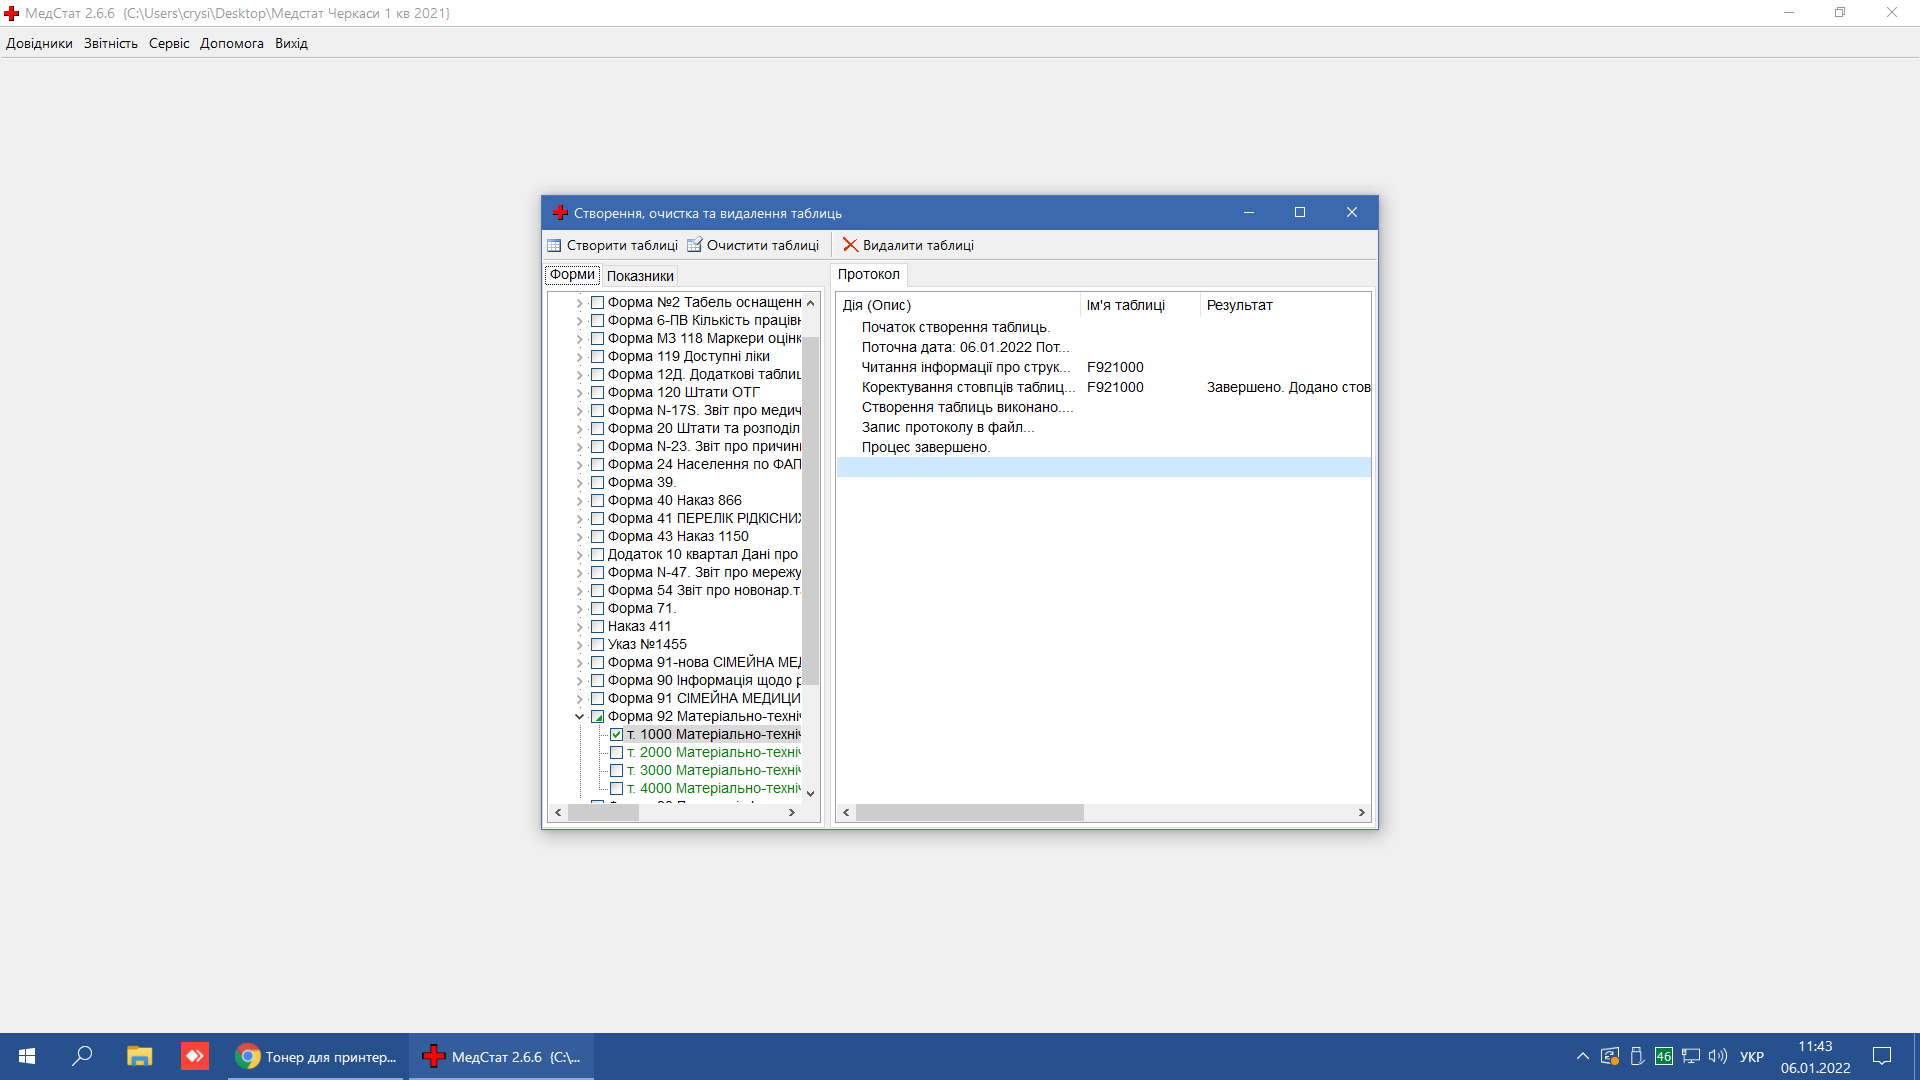 МедСтат 2.6.6 {C:\Users\crysi\Desktop\Медстат Черкаси 1 кв 2021}
Довідники Звітність Сервіс Допомога Вихід
Створення, очистка та видалення таблиць
Створити таблиці Очистити таблиці Видалити таблиці
Форми Показники
Форма №2 Табель оснащенн
Форма 6-ПВ Кількість праців
Форма МЗ 118 Маркери оцінк
Форма 119 Доступні ліки
Форма 12Д. Додаткові таблиц
Форма 120 Штати ОТГ
Форма N-17S. Звіт про медич
Форма 20 Штати та розподіл
Форма N-23. Звіт про причин
Форма 24 Населення по ФАП
Форма 39.
Форма 40 Наказ 866
Форма 41 ПЕРЕЛІК РІДКІСНИХ
Форма 43 Наказ 1150
Додаток 10 квартал Дані про
Форма N-47. Звіт про мережу
Форма 54 Звіт про новонар.т
Форма 71.
Наказ 411
Указ №1455
Форма 91-нова СІМЕЙНА МЕД
Форма 90 Інформація щодо р
Форма 91 СІМЕЙНА МЕДИЦИ
Форма 92 Матеріально-техніч
т. 1000 Матеріально-техніч
т. 2000 Матеріально-техніч
т. 3000 Матеріально-техніч
т. 4000 Матеріально-техніч
Протокол
Дія (Опис) Ім'я таблиці Результат
Початок створення таблиць.
Поточна дата: 06.01.2022 Пот...
Читання інформації про струк... F921000
Коректування стовпців таблиц... F921000 Завершено. Додано стов
Створення таблиць виконано....
Запис протоколу в файл...
Процес завершено.
Тонер для принтер...
МедСтат 2.6.6 {C:\...
46
УКР
11:43
06.01.2022